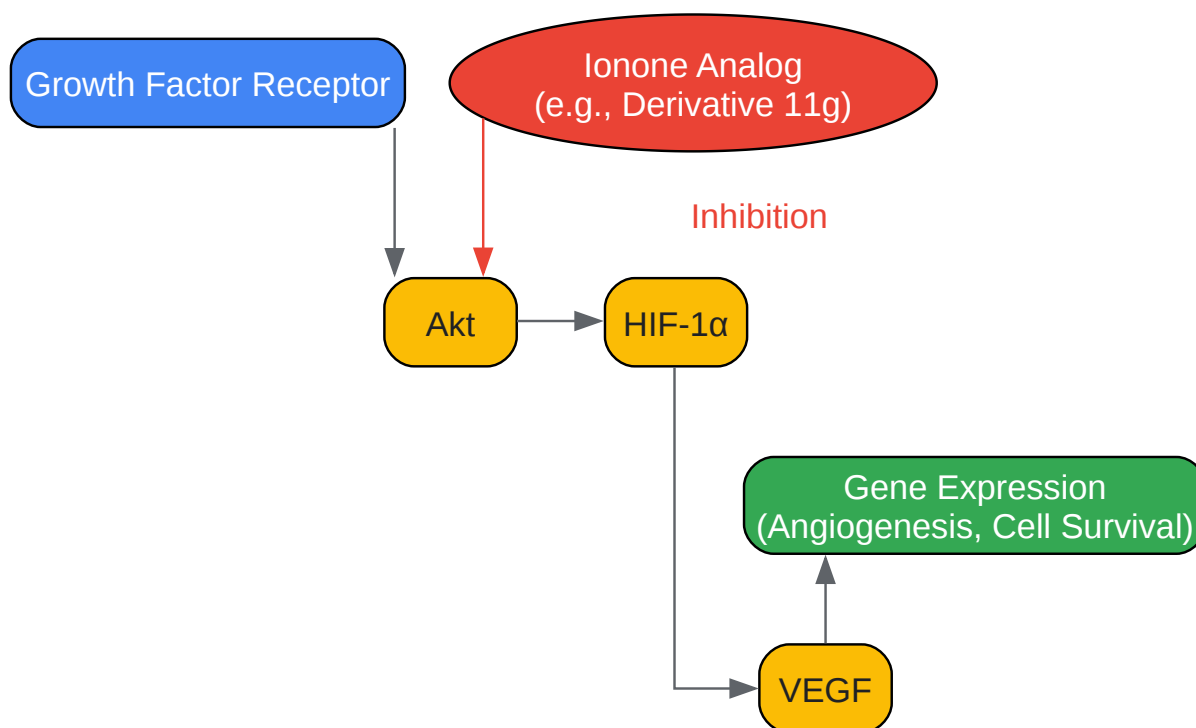 Growth Factor Receptor
Ionone Analog
(e.g., Derivative 11g)
Inhibition
Akt
HIF-1α
Gene Expression
(Angiogenesis, Cell Survival)
VEGF